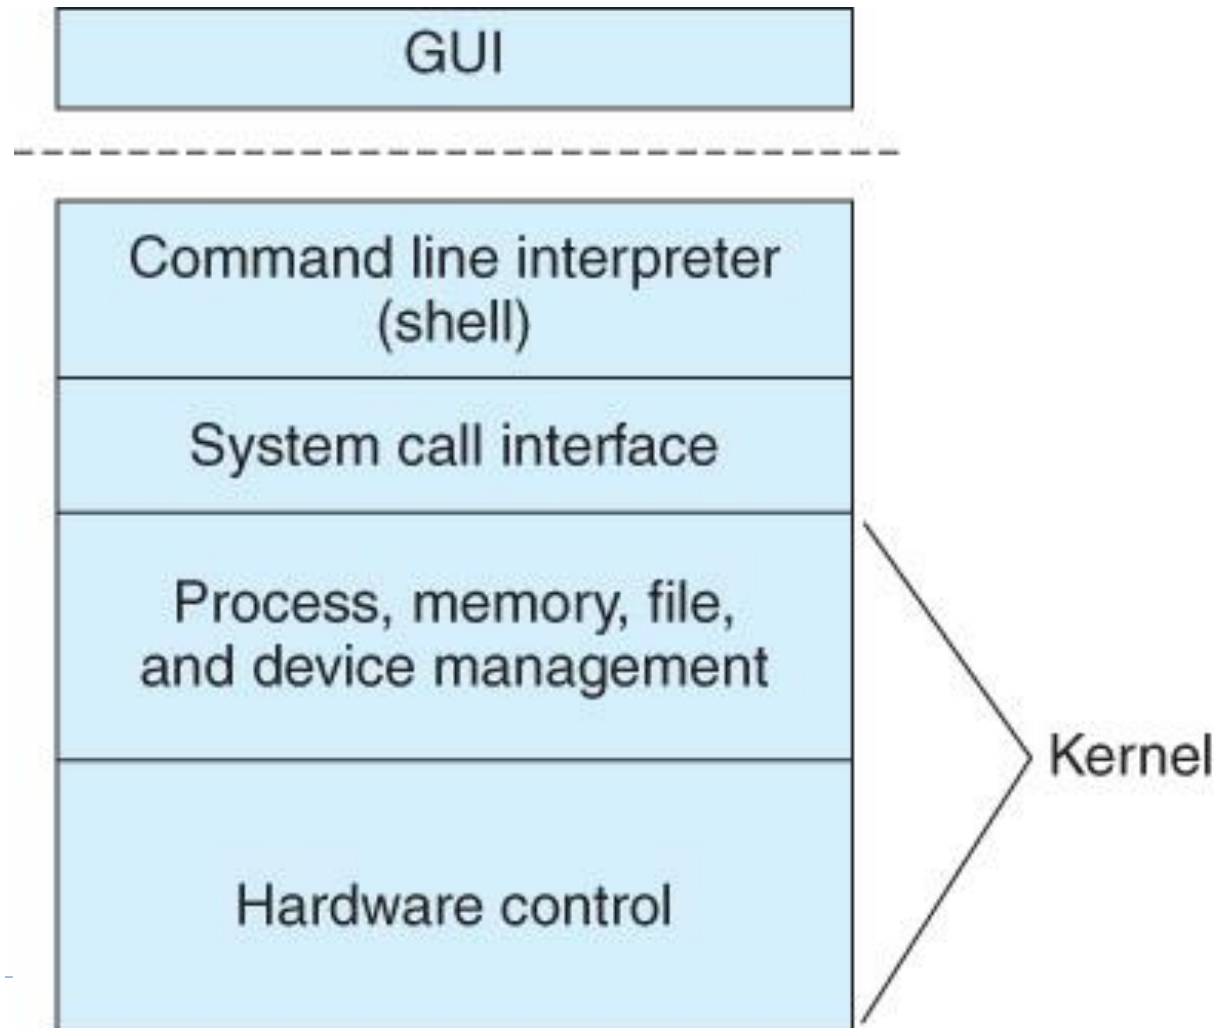 GUI
Command line interpreter
(shell)
System call interface
Process, memory, file,
and device management
Kernel
Hardware control